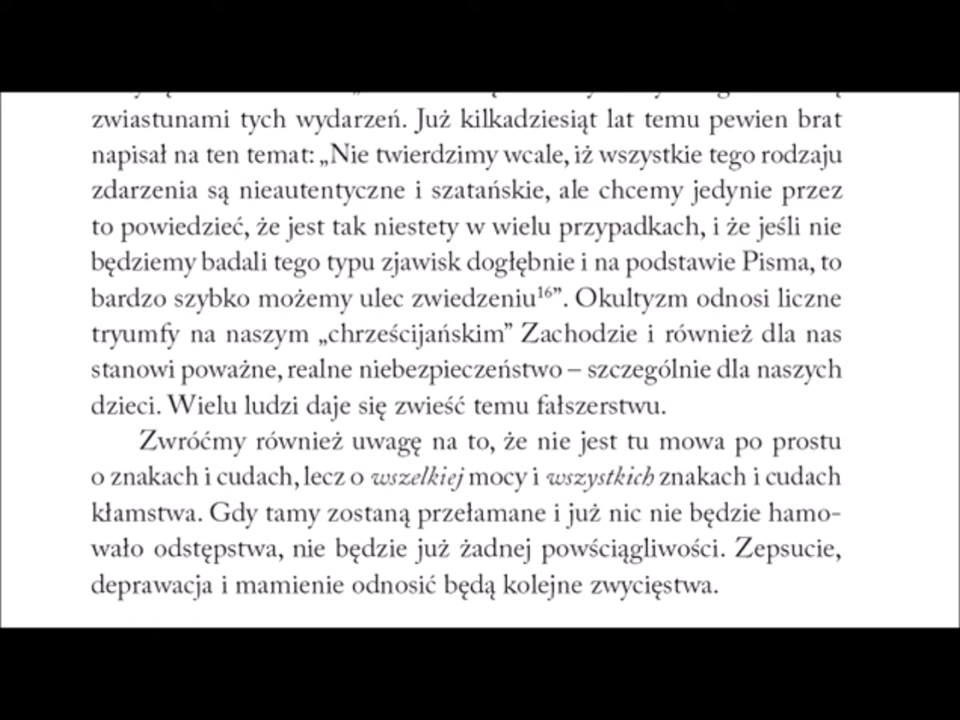 zwiastunami tych wydarzeń. Już kilkadziesiąt lat temu pewien brat
napisał na ten temat: „Nie twierdzimy wcale, iż wszystkie tego rodzaju
zdarzenia są nieautentyczne i szatańskie, ale chcemy jedynie przez
to powiedzieć, że jest tak niestety w wielu przypadkach, i że jeśli nie
będziemy badali tego typu zjawisk dogłębnie i na podstawie Pisma, to
bardzo szybko możemy ulec zwiedzeniu¹⁶”. Okultyzm odnosi liczne
tryumfy na naszym „chrześcijańskim” Zachodzie i również dla nas
stanowi poważne, realne niebezpieczeństwo – szczególnie dla naszych
dzieci. Wielu ludzi daje się zwieść temu fałszerstwu.
Zwróćmy również uwagę na to, że nie jest tu mowa po prostu
o znakach i cudach, lecz o wszelkiej mocy i wszystkich znakach i cudach
kłamstwa. Gdy tamy zostaną przełamane i już nic nie będzie hamo-
wało odstępstwa, nie będzie już żadnej powściągliwości. Zepsucie,
deprawacja i mamienie odnosić będą kolejne zwycięstwa.